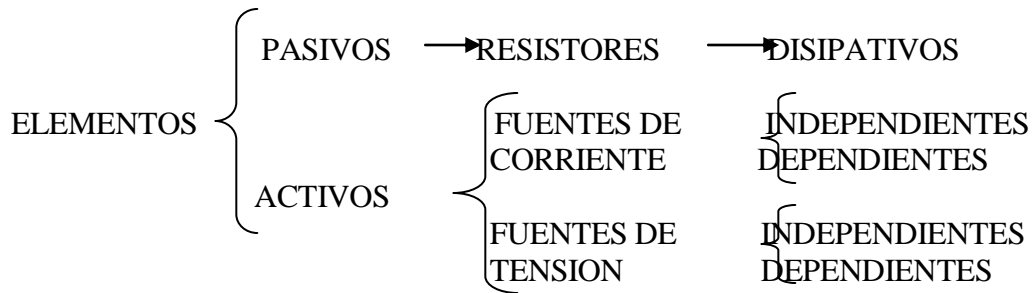 PASIVOS RESISTORES DISIPATIVOS
ELEMENTOS FUENTES DE INDEPENDIENTES
CORRIENTE DEPENDIENTES
ACTIVOS
FUENTES DE INDEPENDIENTES
TENSION DEPENDIENTES